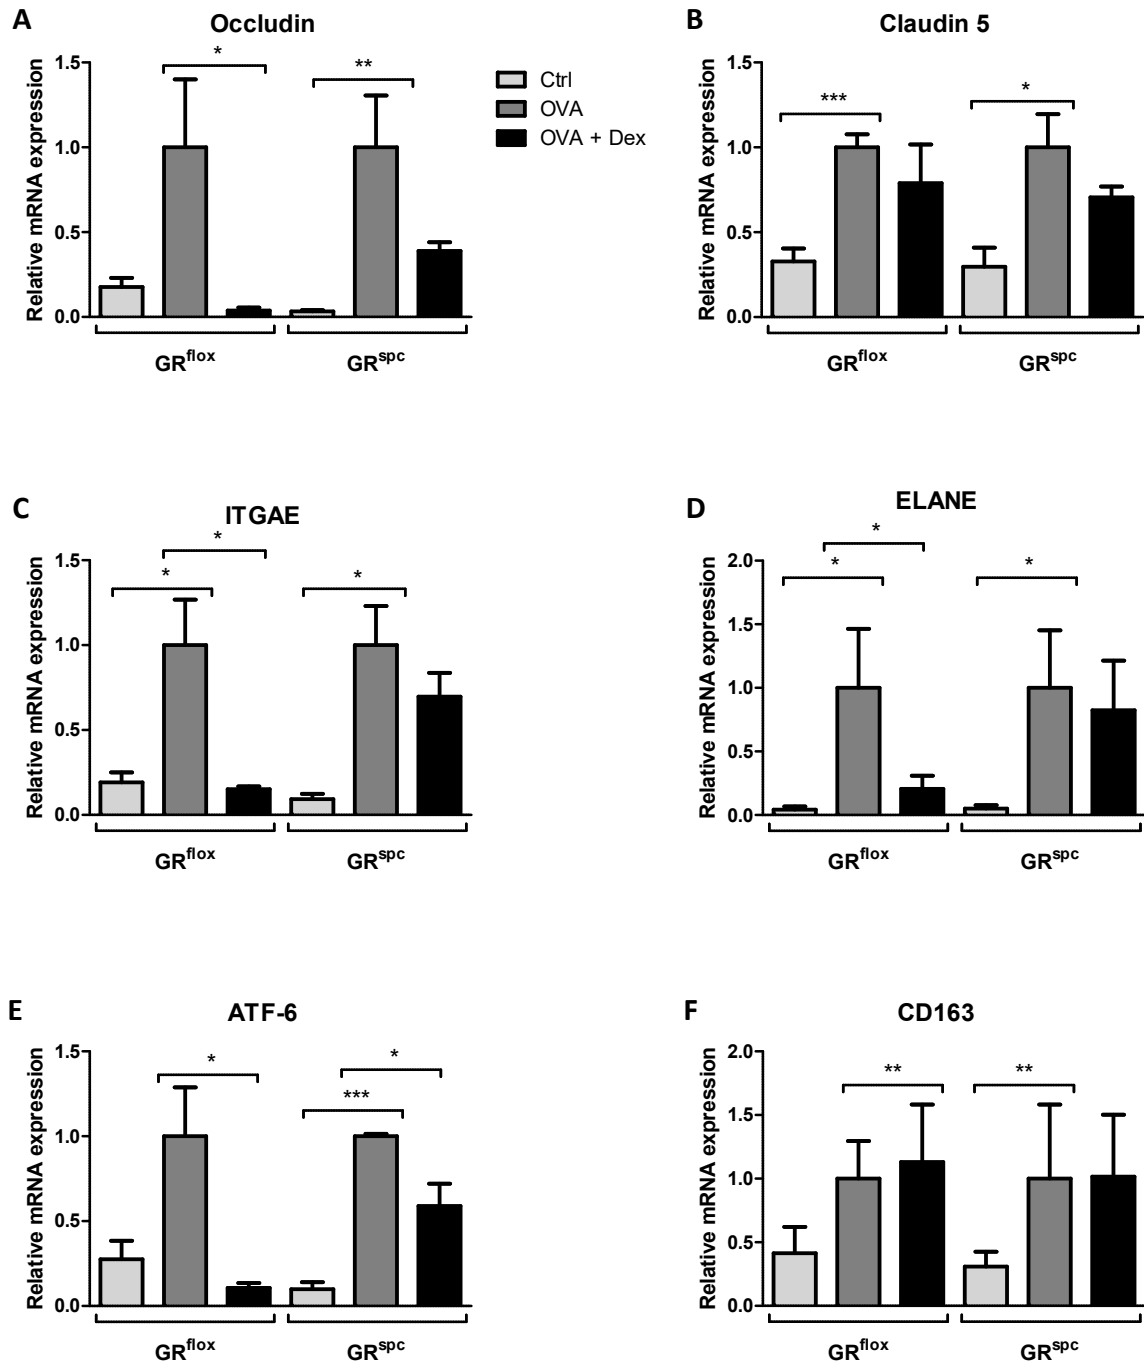 A
Occludin
Relative mRNA expression
1.5
1.0
0.5
0.0
*
**
GRflox
GRspc
Ctrl
OVA
OVA + Dex
B
Claudin 5
Relative mRNA expression
1.5
1.0
0.5
0.0
***
*
GRflox
GRspc
C
ITGAE
Relative mRNA expression
1.5
1.0
0.5
0.0
*
*
*
GRflox
GRspc
D
ELANE
Relative mRNA expression
2.0
1.5
1.0
0.5
0.0
*
*
*
GRflox
GRspc
E
ATF-6
Relative mRNA expression
1.5
1.0
0.5
0.0
*
*
***
GRflox
GRspc
F
CD163
Relative mRNA expression
2.0
1.5
1.0
0.5
0.0
**
**
GRflox
GRspc